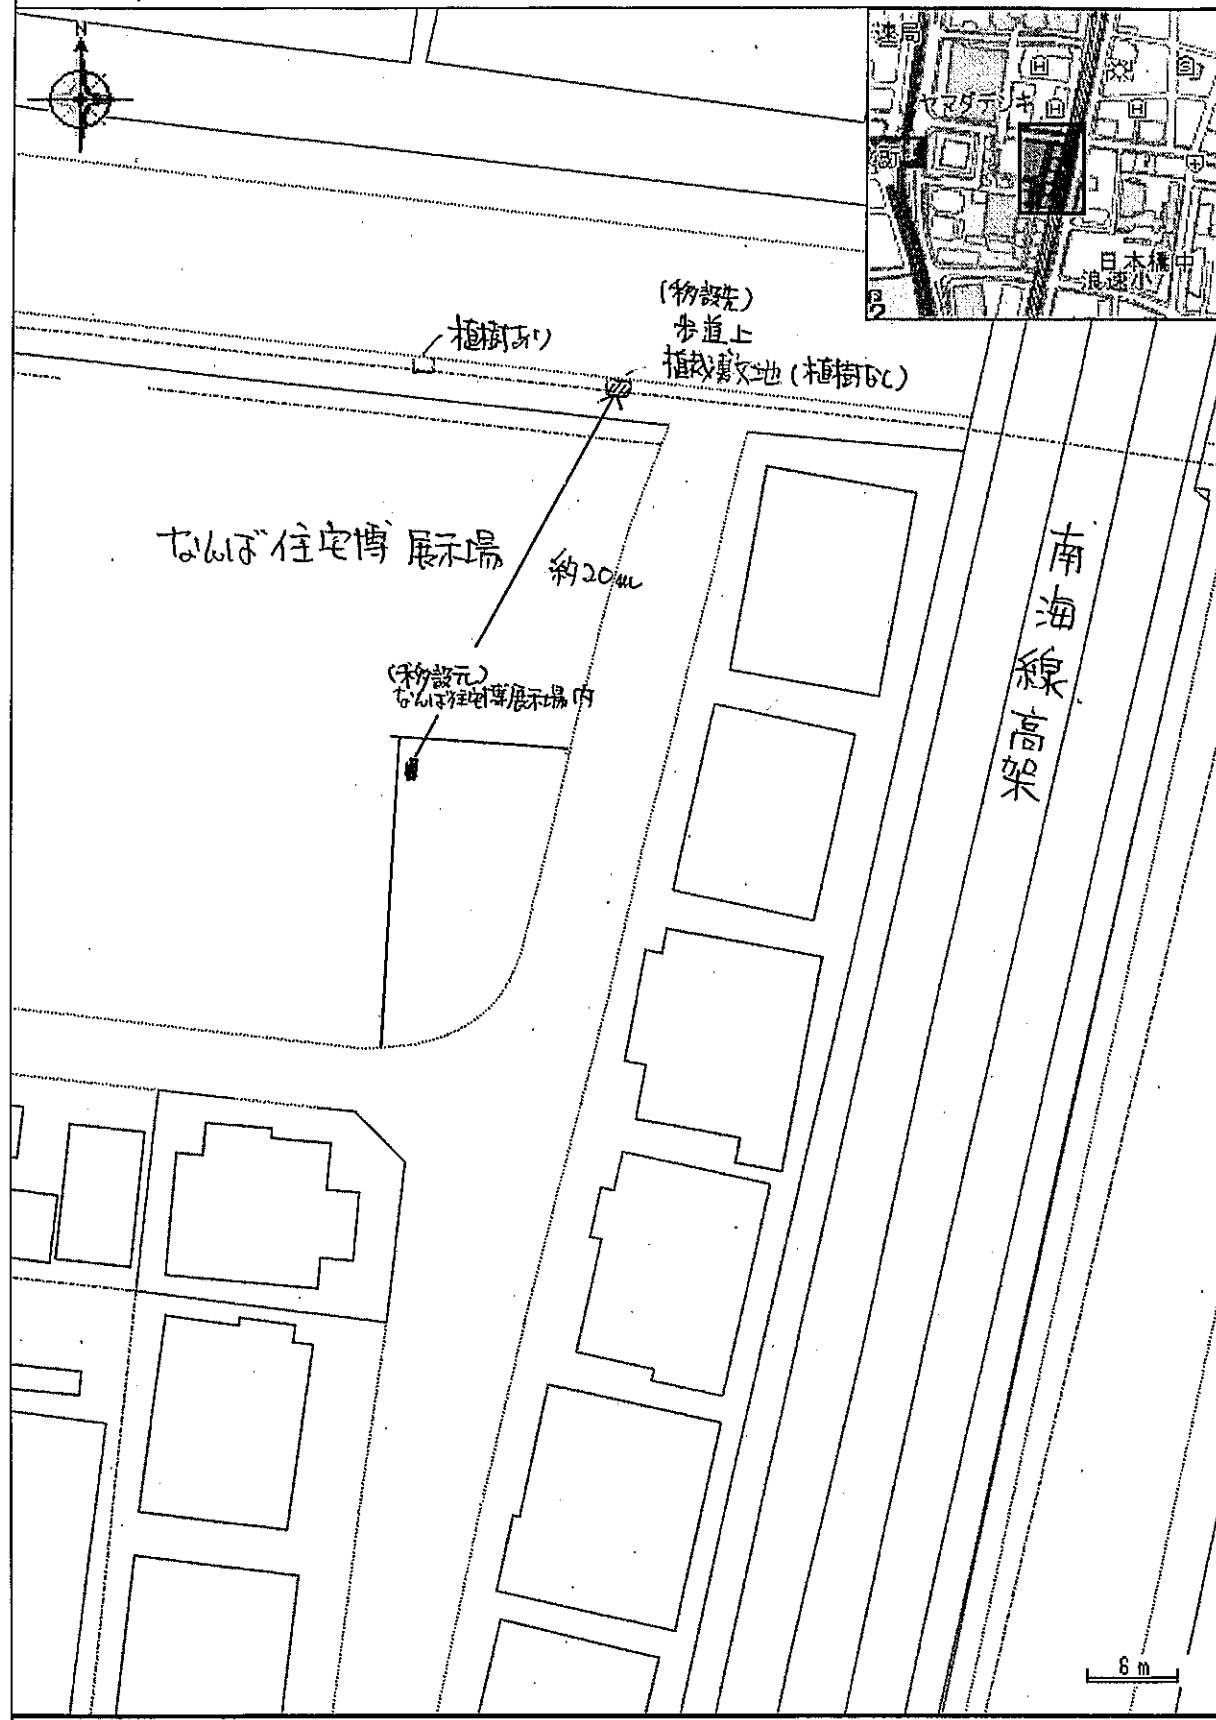 N
速局
ヤマダデンキ
日本橋中
浪速小
植樹あり
(移設先)
歩道上
植栽敷地(植樹なし)
なんば住宅博 展示場
約20m
(移設元)
なんば住宅博展示場内
南海線高架
6 m